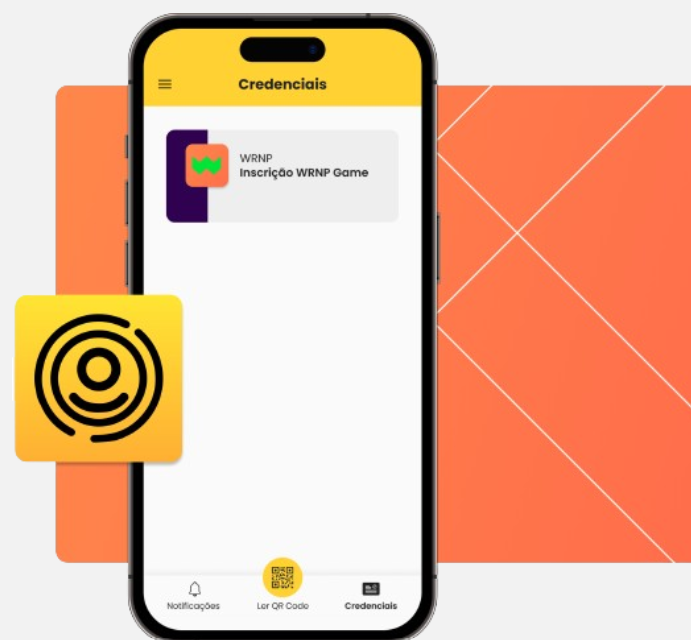 Credenciais
WRNP
Inscrição WRNP Game
Notificações
Ler QR Code
Credenciais